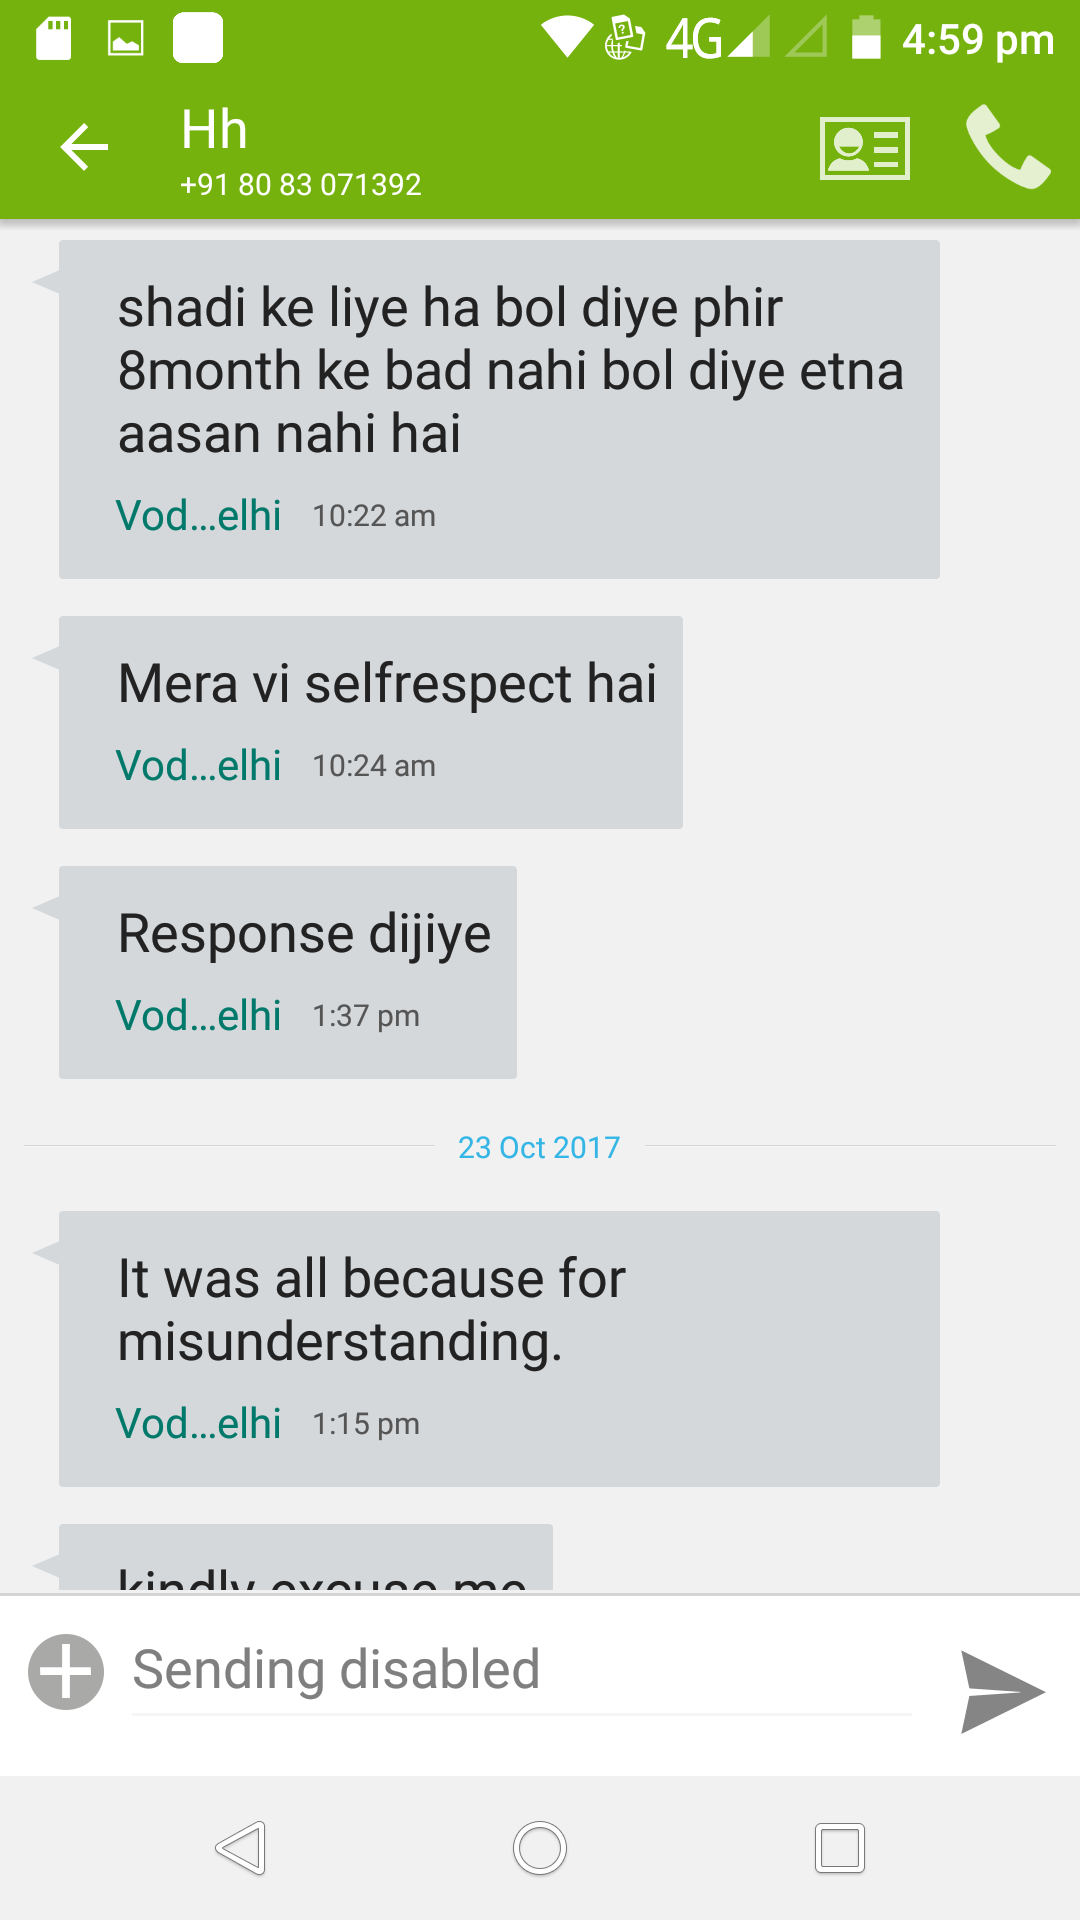 4G 4:59 pm
Hh
+91 80 83 071392
shadi ke liye ha bol diye phir
8month ke bad nahi bol diye etna
aasan nahi hai
Vod...elhi 10:22 am
Mera vi selfrespect hai
Vod...elhi 10:24 am
Response dijiye
Vod...elhi 1:37 pm
23 Oct 2017
It was all because for
misunderstanding.
Vod...elhi 1:15 pm
kindly excuse me
Sending disabled